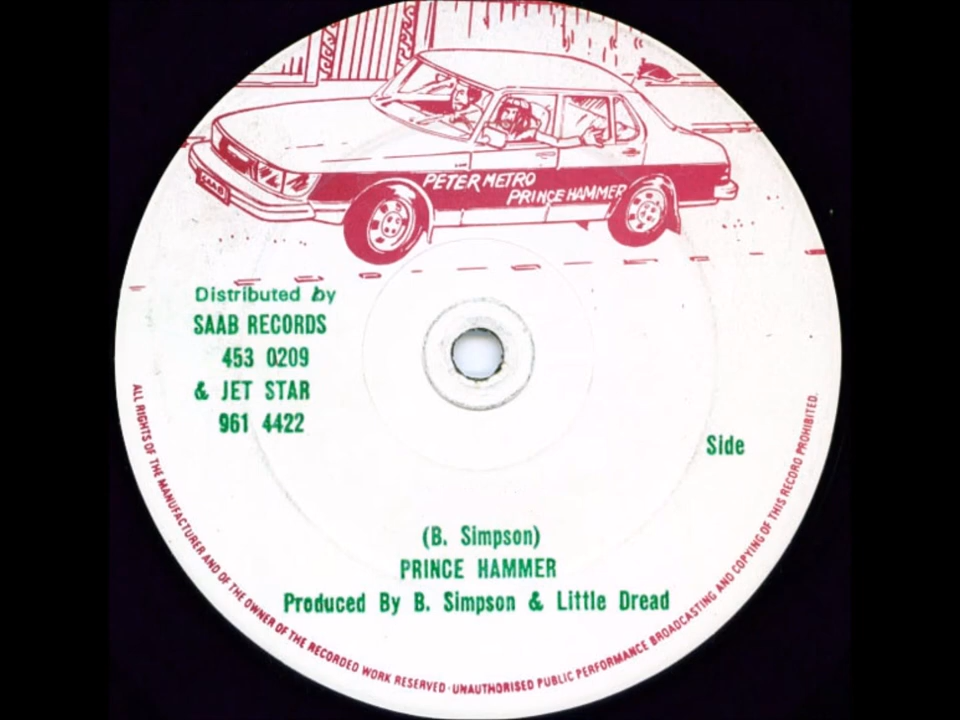 PETER METRO
PRINCE HAMMER
SAAB
Distributed by
SAAB RECORDS
453 0209
& JET STAR
961 4422
Side
(B. Simpson)
PRINCE HAMMER
Produced By B. Simpson & Little Dread
ALL RIGHTS OF THE MANUFACTURER AND OF THE OWNER OF THE RECORDED WORK RESERVED · UNAUTHORISED PUBLIC PERFORMANCE BROADCASTING AND COPYING OF THIS RECORD PROHIBITED.